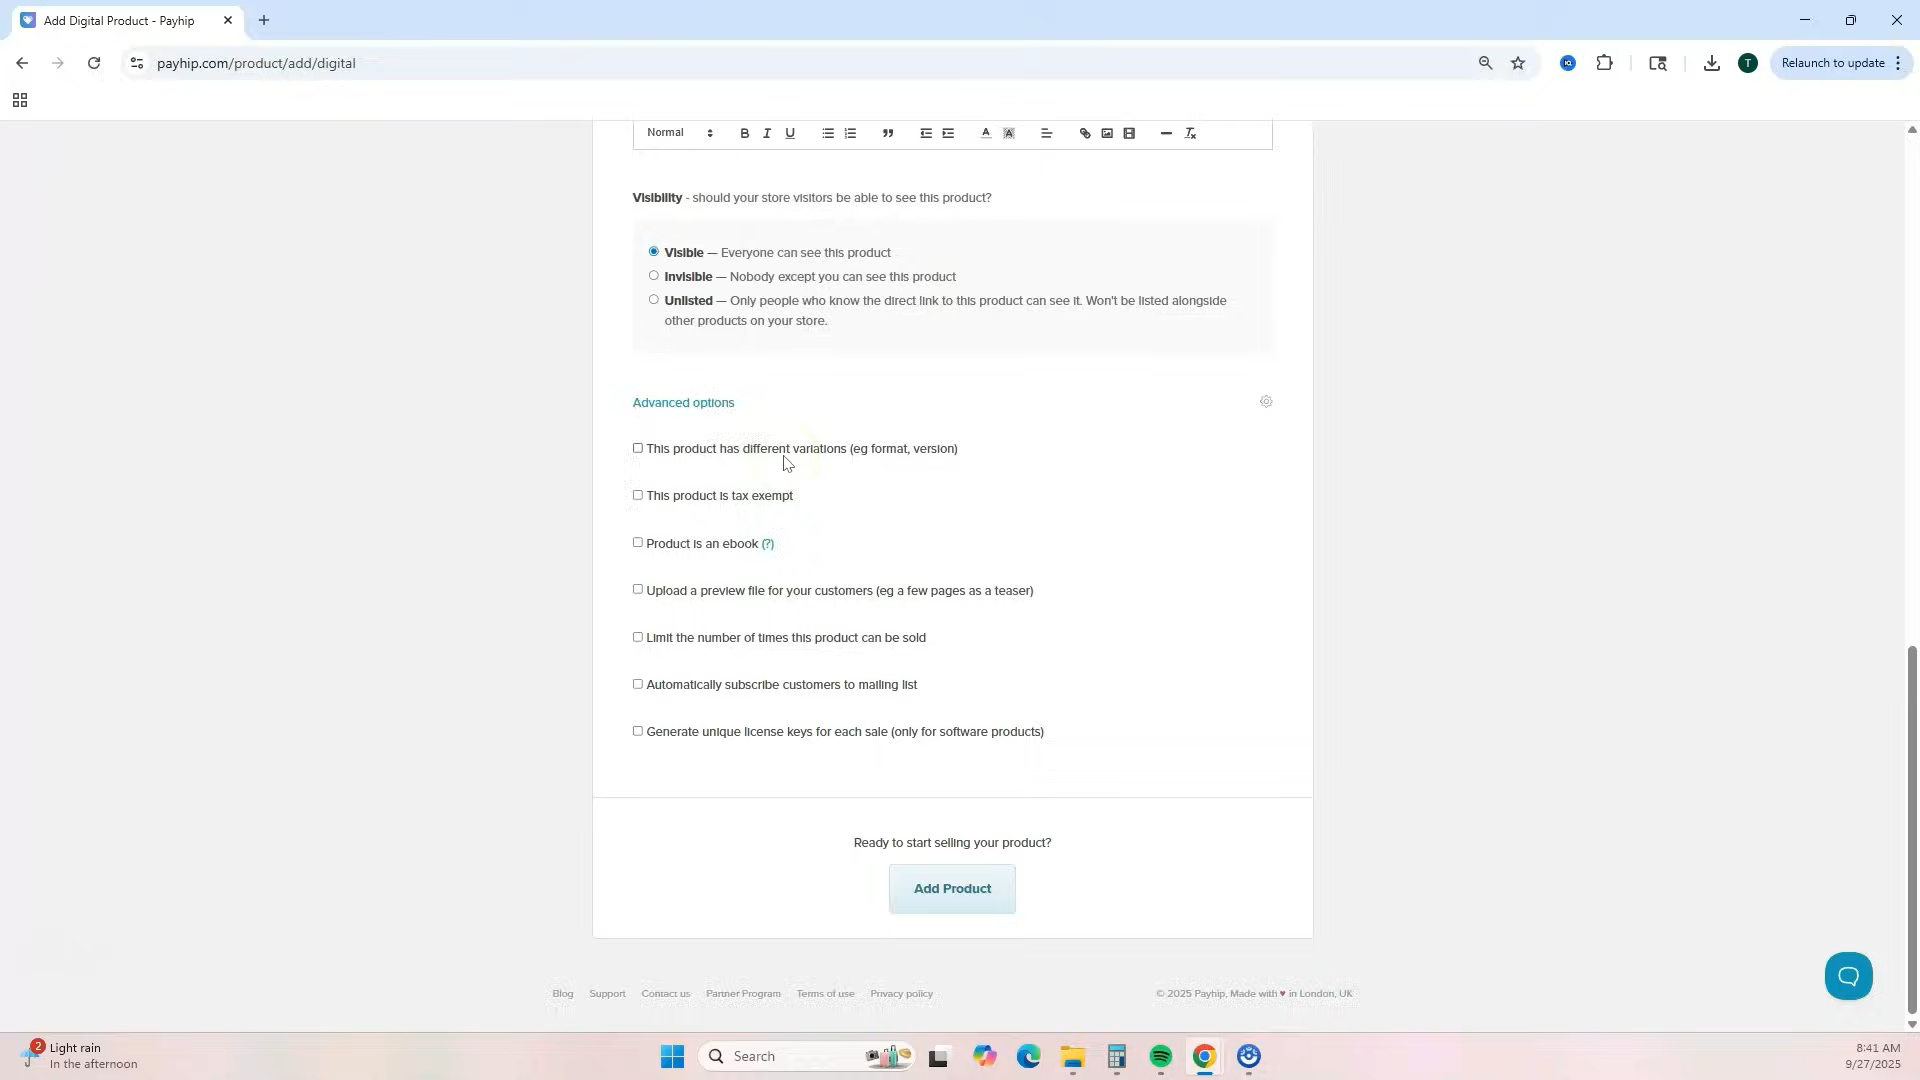 Add Digital Product - Payhip
payhip.com/product/add/digital
T
Relaunch to update
Normal
Visibility - should your store visitors be able to see this product?
Visible — Everyone can see this product
Invisible — Nobody except you can see this product
Unlisted — Only people who know the direct link to this product can see it. Won't be listed alongside
other products on your store.
Advanced options
This product has different variations (eg format, version)
This product is tax exempt
Product is an ebook (?)
Upload a preview file for your customers (eg a few pages as a teaser)
Limit the number of times this product can be sold
Automatically subscribe customers to mailing list
Generate unique license keys for each sale (only for software products)
Ready to start selling your product?
Add Product
Blog Support Contact us Partner Program Terms of use Privacy policy © 2025 Payhip, Made with ♥ in London, UK
2
Light rain
In the afternoon
Search
8:41 AM
9/27/2025